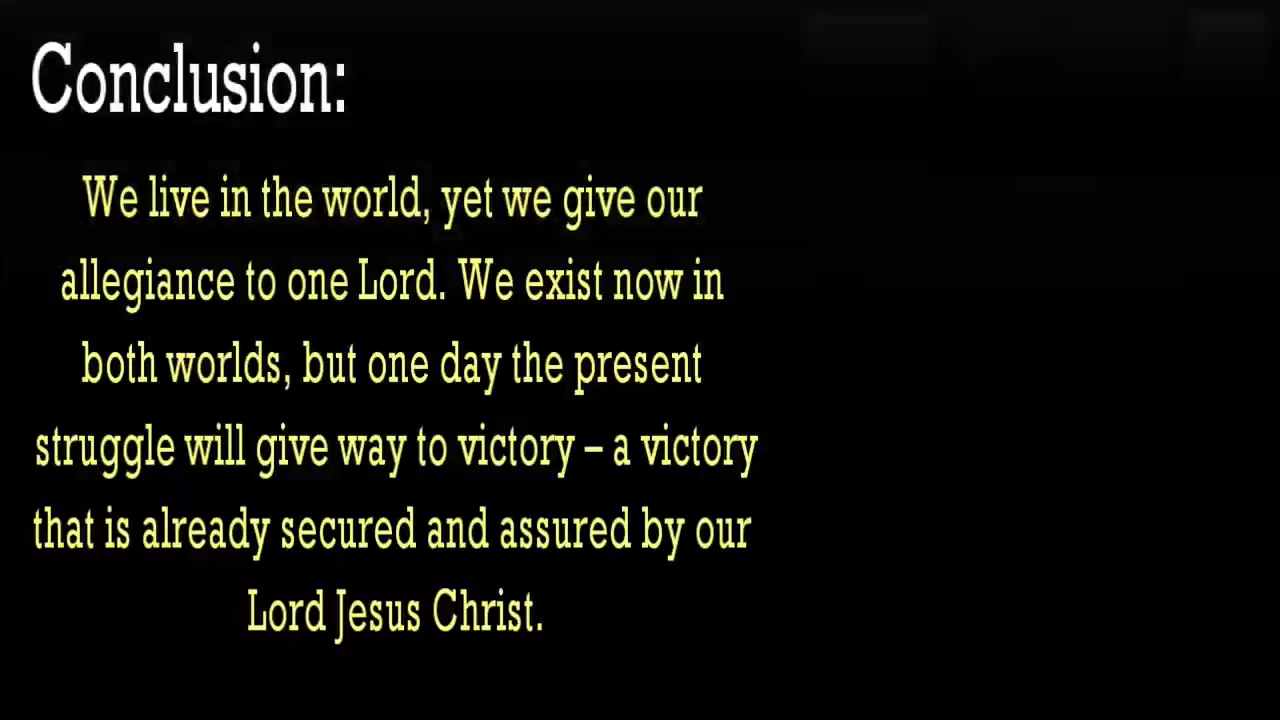 Conclusion:
We live in the world, yet we give our
allegiance to one Lord. We exist now in
both worlds, but one day the present
struggle will give way to victory – a victory
that is already secured and assured by our
Lord Jesus Christ.